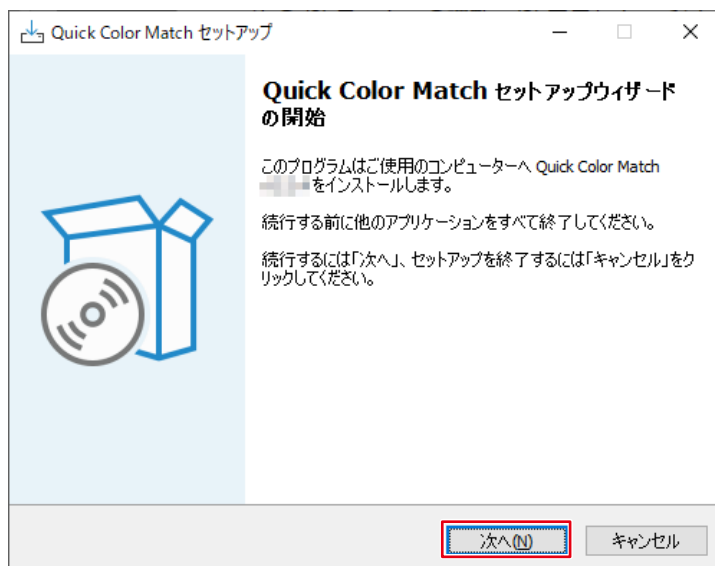 Quick Color Match セットアップ
Quick Color Match セットアップウィザード
の開始
このプログラムはご使用のコンピューターへ Quick Color Match
をインストールします。
続行する前に他のアプリケーションをすべて終了してください。
続行するには「次へ」、セットアップを終了するには「キャンセル」をク
リックしてください。
次へ(N)
キャンセル